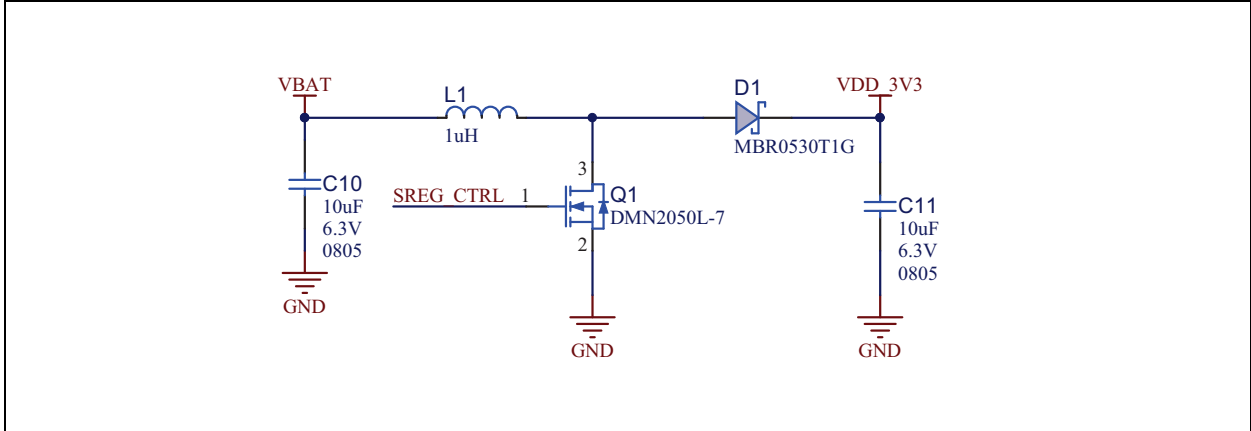 VBAT
L1
1uH
D1
MBR0530T1G
VDD_3V3
C10
10uF
6.3V
0805
GND
SREG_CTRL
1
3
2
Q1
DMN2050L-7
GND
C11
10uF
6.3V
0805
GND